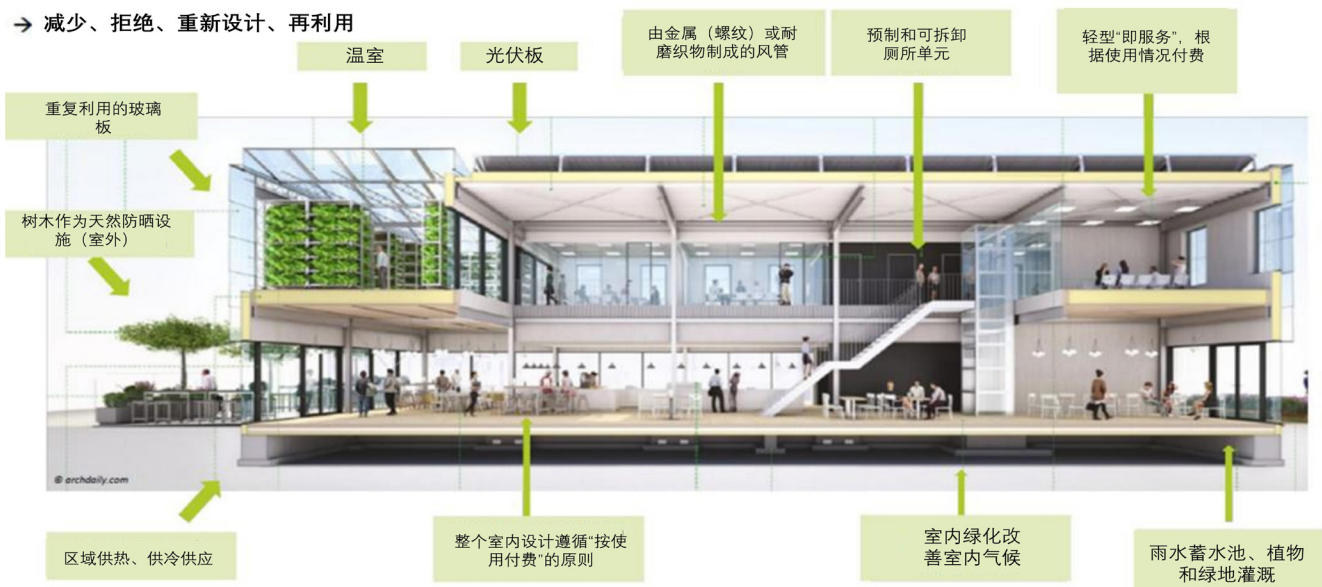 → 减少、拒绝、重新设计、再利用
温室
光伏板
由金属（螺纹）或耐
磨织物制成的风管
预制和可拆卸
厕所单元
轻型“即服务”，根
据使用情况付费
重复利用的玻璃
板
树木作为天然防晒设
施（室外）
© archdaily.com
区域供热、供冷供应
整个室内设计遵循“按使
用付费”的原则
室内绿化改
善室内气候
雨水蓄水池、植物
和绿地灌溉